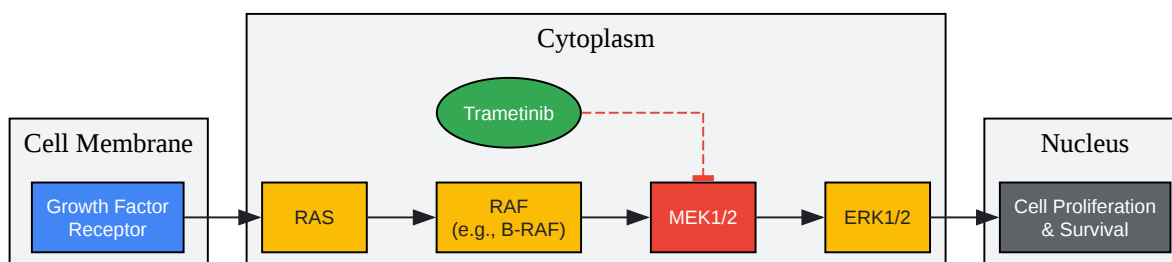 Cytoplasm
Trametinib
Cell Membrane
Nucleus
Growth Factor
Receptor
RAS
RAF
(e.g., B-RAF)
MEK1/2
ERK1/2
Cell Proliferation
& Survival